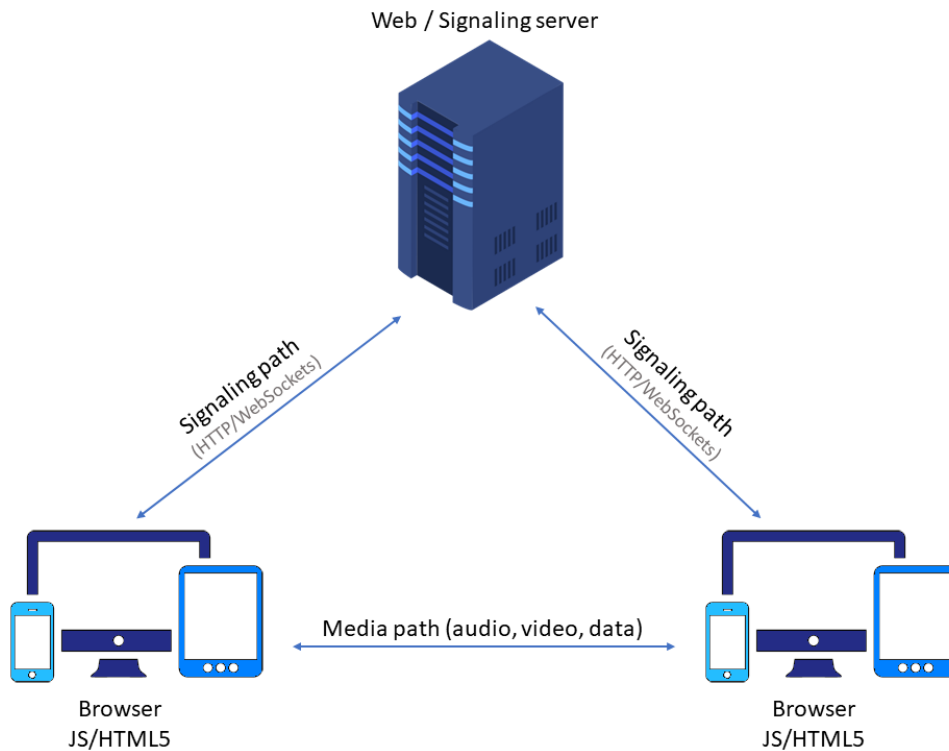 Web / Signaling server
Signaling path
(HTTP/WebSockets)
Signaling path
(HTTP/WebSockets)
Media path (audio, video, data)
Browser
JS/HTML5
Browser
JS/HTML5